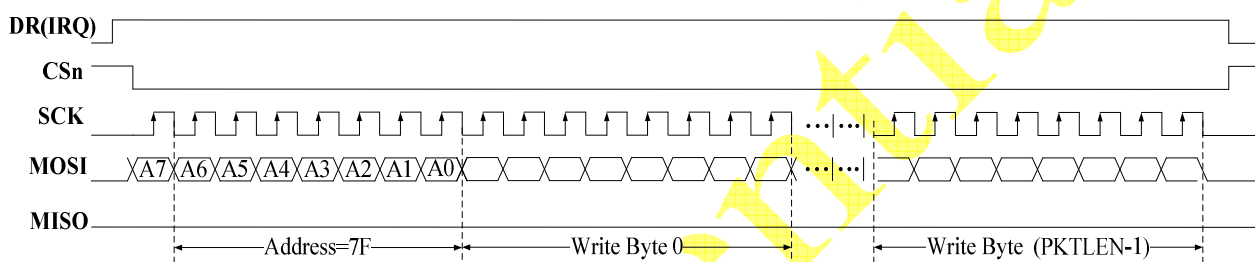 DR(IRQ)
CSn
SCK
MOSI A7 A6 A5 A4 A3 A2 A1 A0
MISO
Address=7F Write Byte 0 Write Byte (PKTLEN-1)